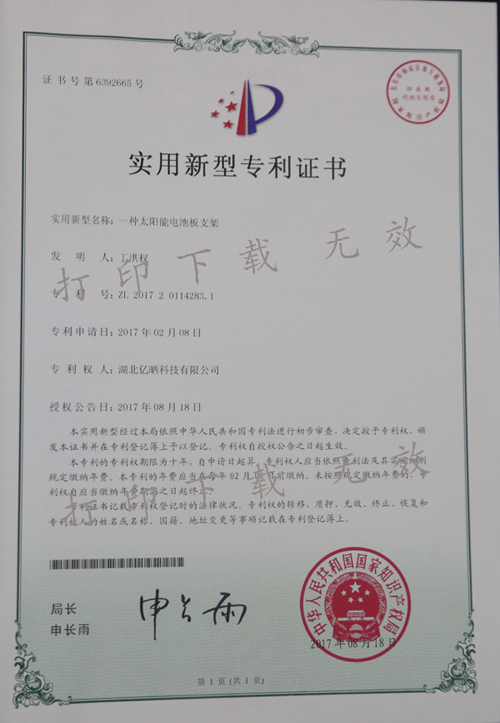 证书号第6392665号
实用新型专利证书
实用新型名称：一种太阳能电池板支架
发明人：丁洪权
专利号：ZL 2017 2 0114283.1
专利申请日：2017年02月08日
专利权人：湖北亿晒科技有限公司
授权公告日：2017年08月18日
打印下载 无效
本实用新型经过本局依照中华人民共和国专利法进行初步审查，决定授予专利权，颁
发本证书并在专利登记簿上予以登记。专利权自授权公告之日起生效。
本专利的专利权期限为十年，自申请日起算。专利权人应当依照专利法及其实施细则
规定缴纳年费。本专利的年费应当在每年02月08日前缴纳。未按照规定缴纳年费的，专
利权自应当缴纳年费期满之日起终止。
专利证书记载专利权登记时的法律状况。专利权的转移、质押、无效、终止、恢复和
专利权人的姓名或名称、国籍、地址变更等事项记载在专利登记簿上。
打印下载 无效
局长
申长雨
申长雨
中华人民共和国国家知识产权局
2017年08月18日
第1页（共1页）